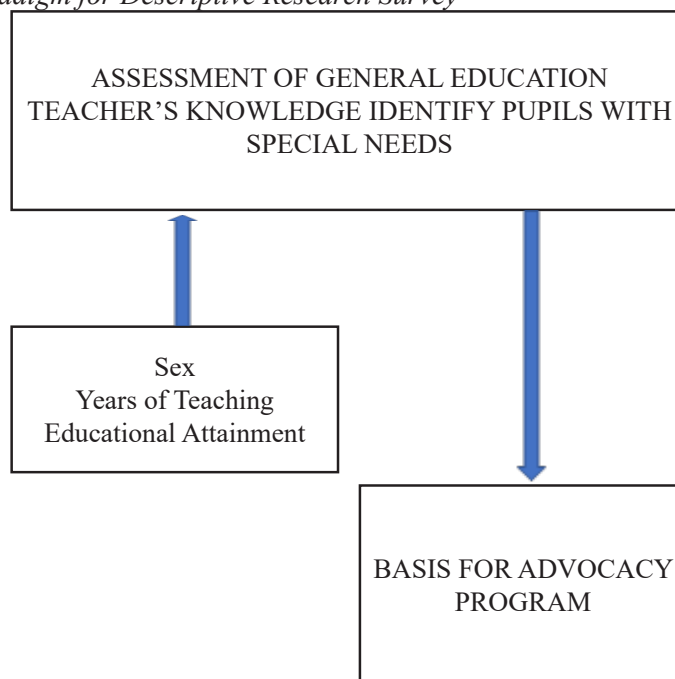 for Descriptive Research Survey
ASSESSMENT OF GENERAL EDUCATION
TEACHER’S KNOWLEDGE IDENTIFY PUPILS WITH
SPECIAL NEEDS
Sex
Years of Teaching
Educational Attainment
BASIS FOR ADVOCACY
PROGRAM